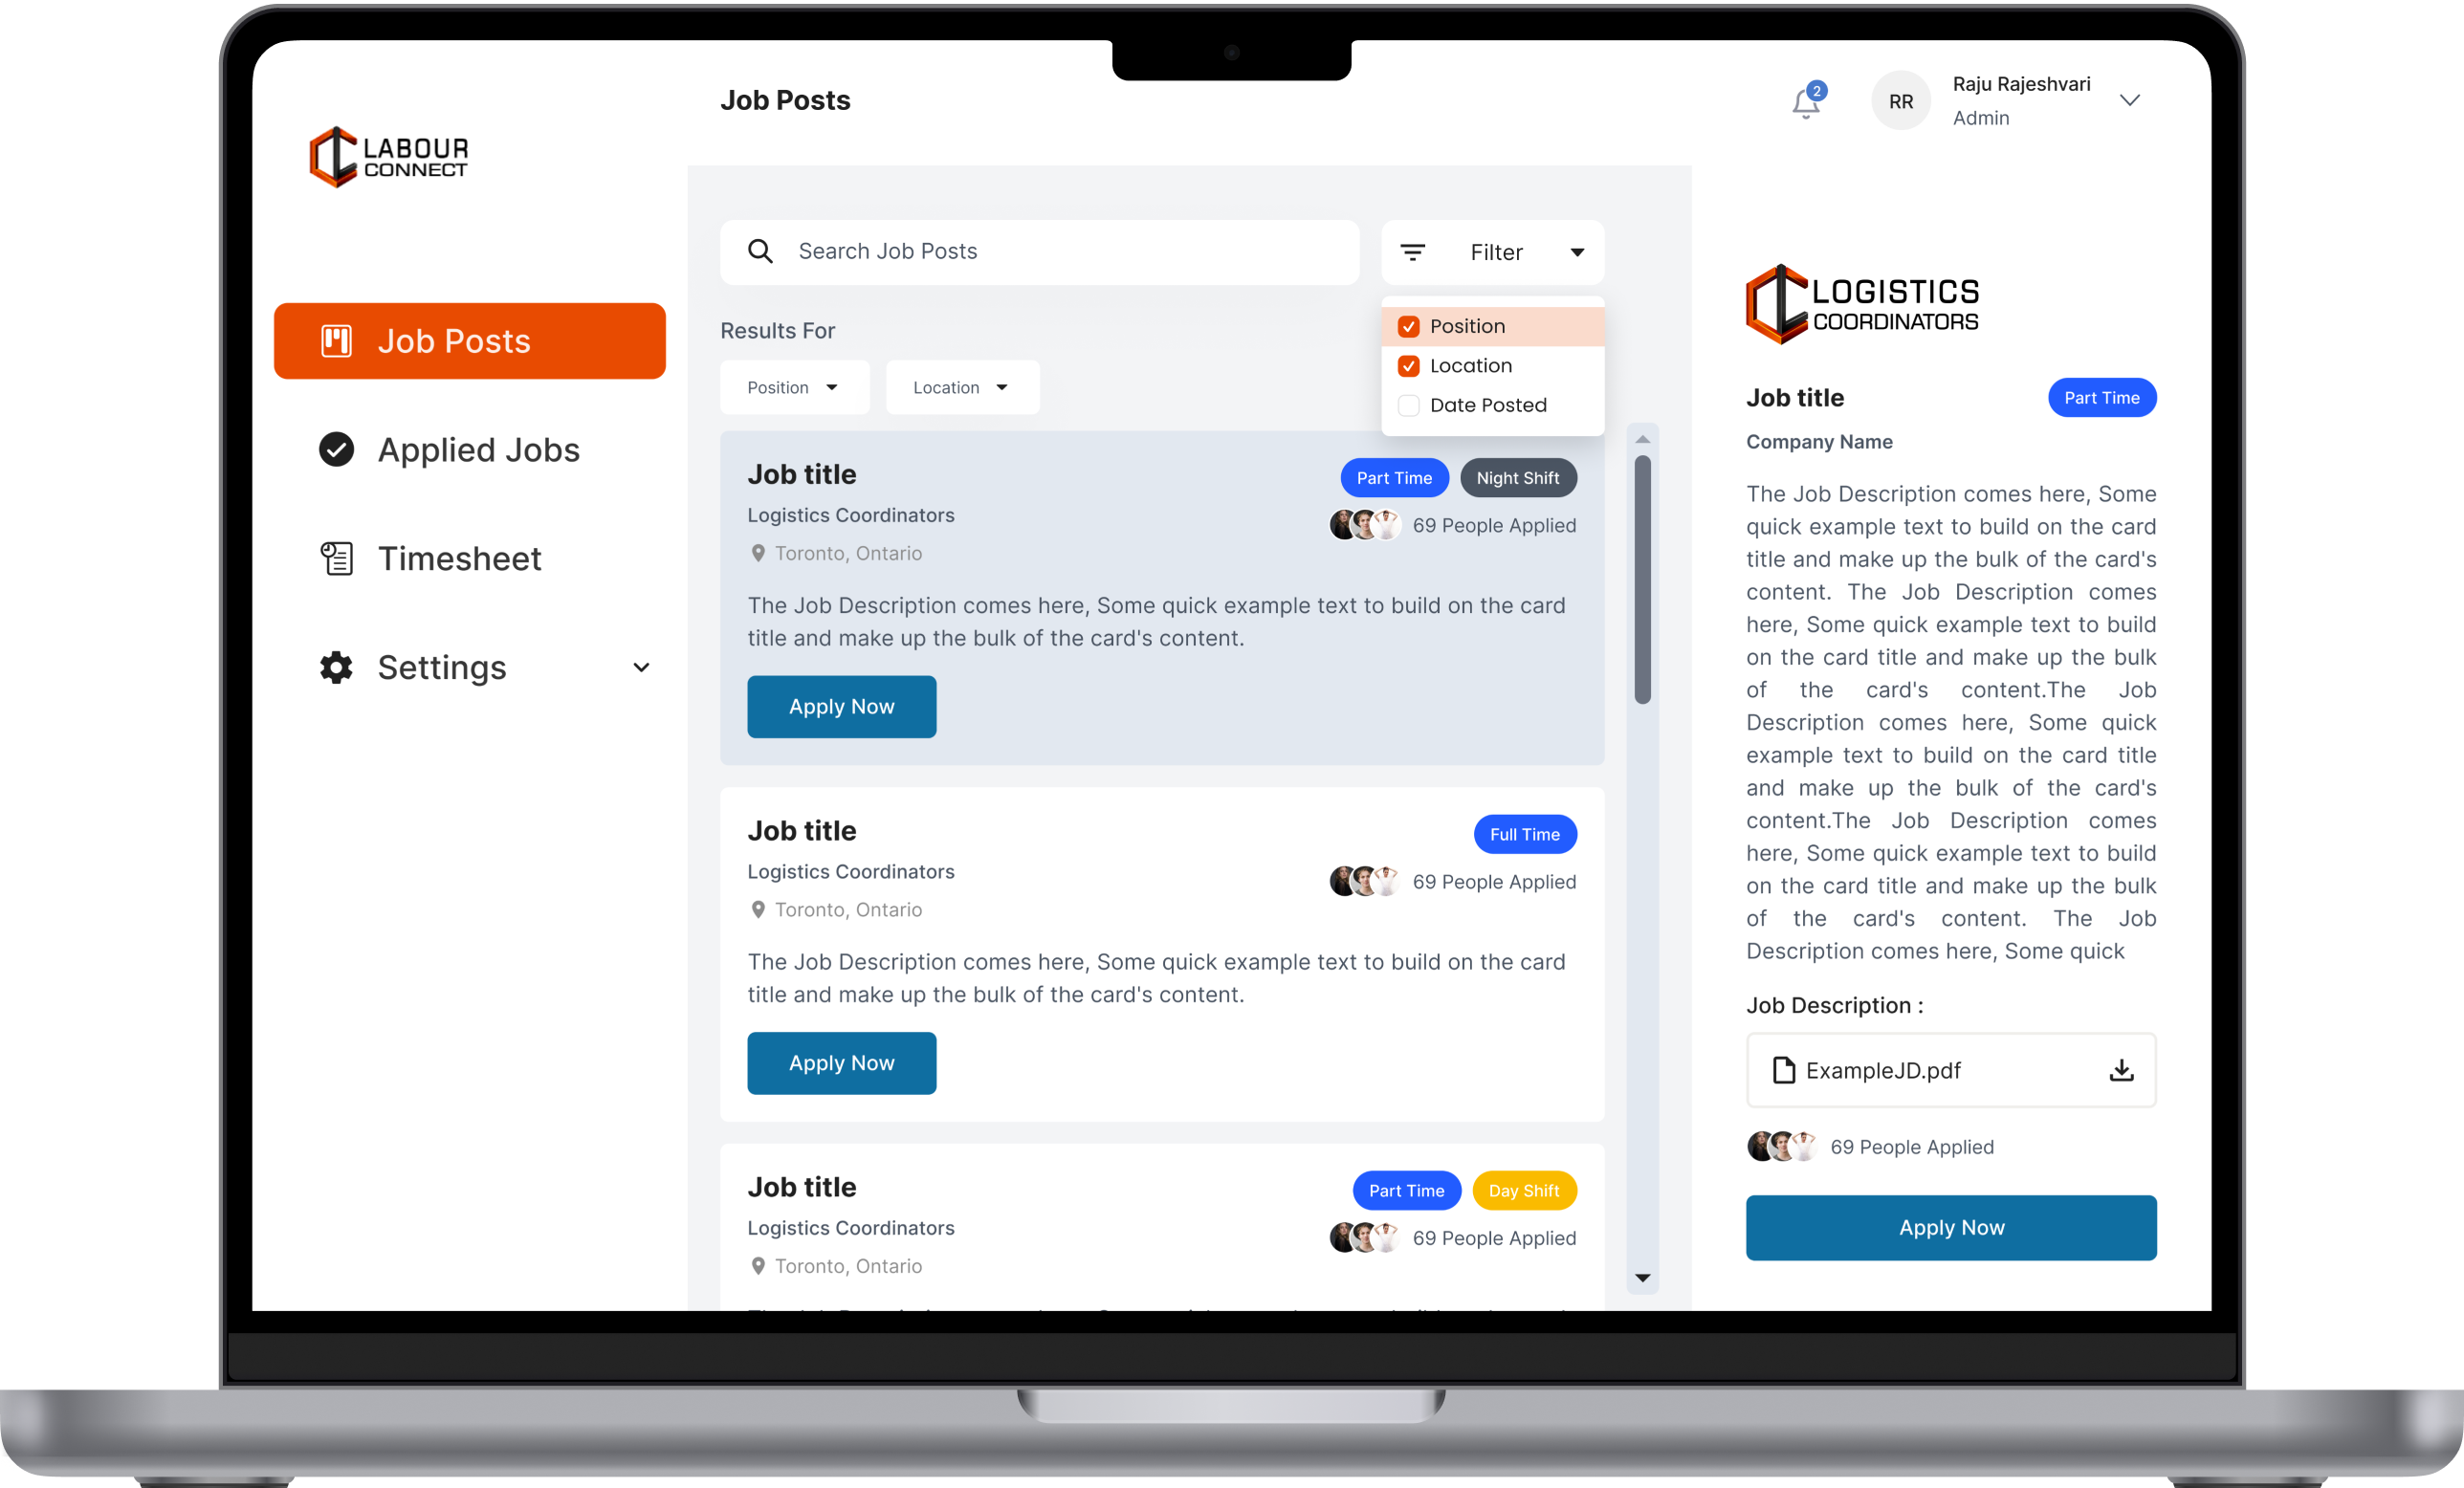 LABOUR
CONNECT
Job Posts
Applied Jobs
Timesheet
Settings
Job Posts
2
RR
Raju Rajeshvari
Admin
Search Job Posts
Filter
Position
Location
Date Posted
Results For
Position
Location
Job title
Part Time
Night Shift
Logistics Coordinators
69 People Applied
Toronto, Ontario
The Job Description comes here, Some quick example text to build on the card
title and make up the bulk of the card's content.
Apply Now
Job title
Full Time
Logistics Coordinators
69 People Applied
Toronto, Ontario
The Job Description comes here, Some quick example text to build on the card
title and make up the bulk of the card's content.
Apply Now
Job title
Part Time
Day Shift
Logistics Coordinators
69 People Applied
Toronto, Ontario
LOGISTICS
COORDINATORS
Job title
Part Time
Company Name
The Job Description comes here, Some
quick example text to build on the card
title and make up the bulk of the card's
content. The Job Description comes
here, Some quick example text to build
on the card title and make up the bulk
of the card's content.The Job
Description comes here, Some quick
example text to build on the card title
and make up the bulk of the card's
content.The Job Description comes
here, Some quick example text to build
on the card title and make up the bulk
of the card's content. The Job
Description comes here, Some quick
Job Description :
ExampleJD.pdf
69 People Applied
Apply Now